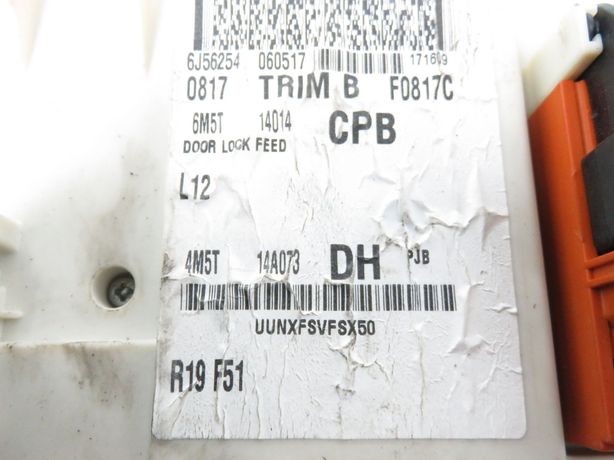 6J56254 060517 171609
0817 TRIM B F0817C
6M5T 14014 CPB
DOOR LOCK FEED
L12
4M5T 14A073 DH PJB
UUNXFSVFSX50
R19 F51